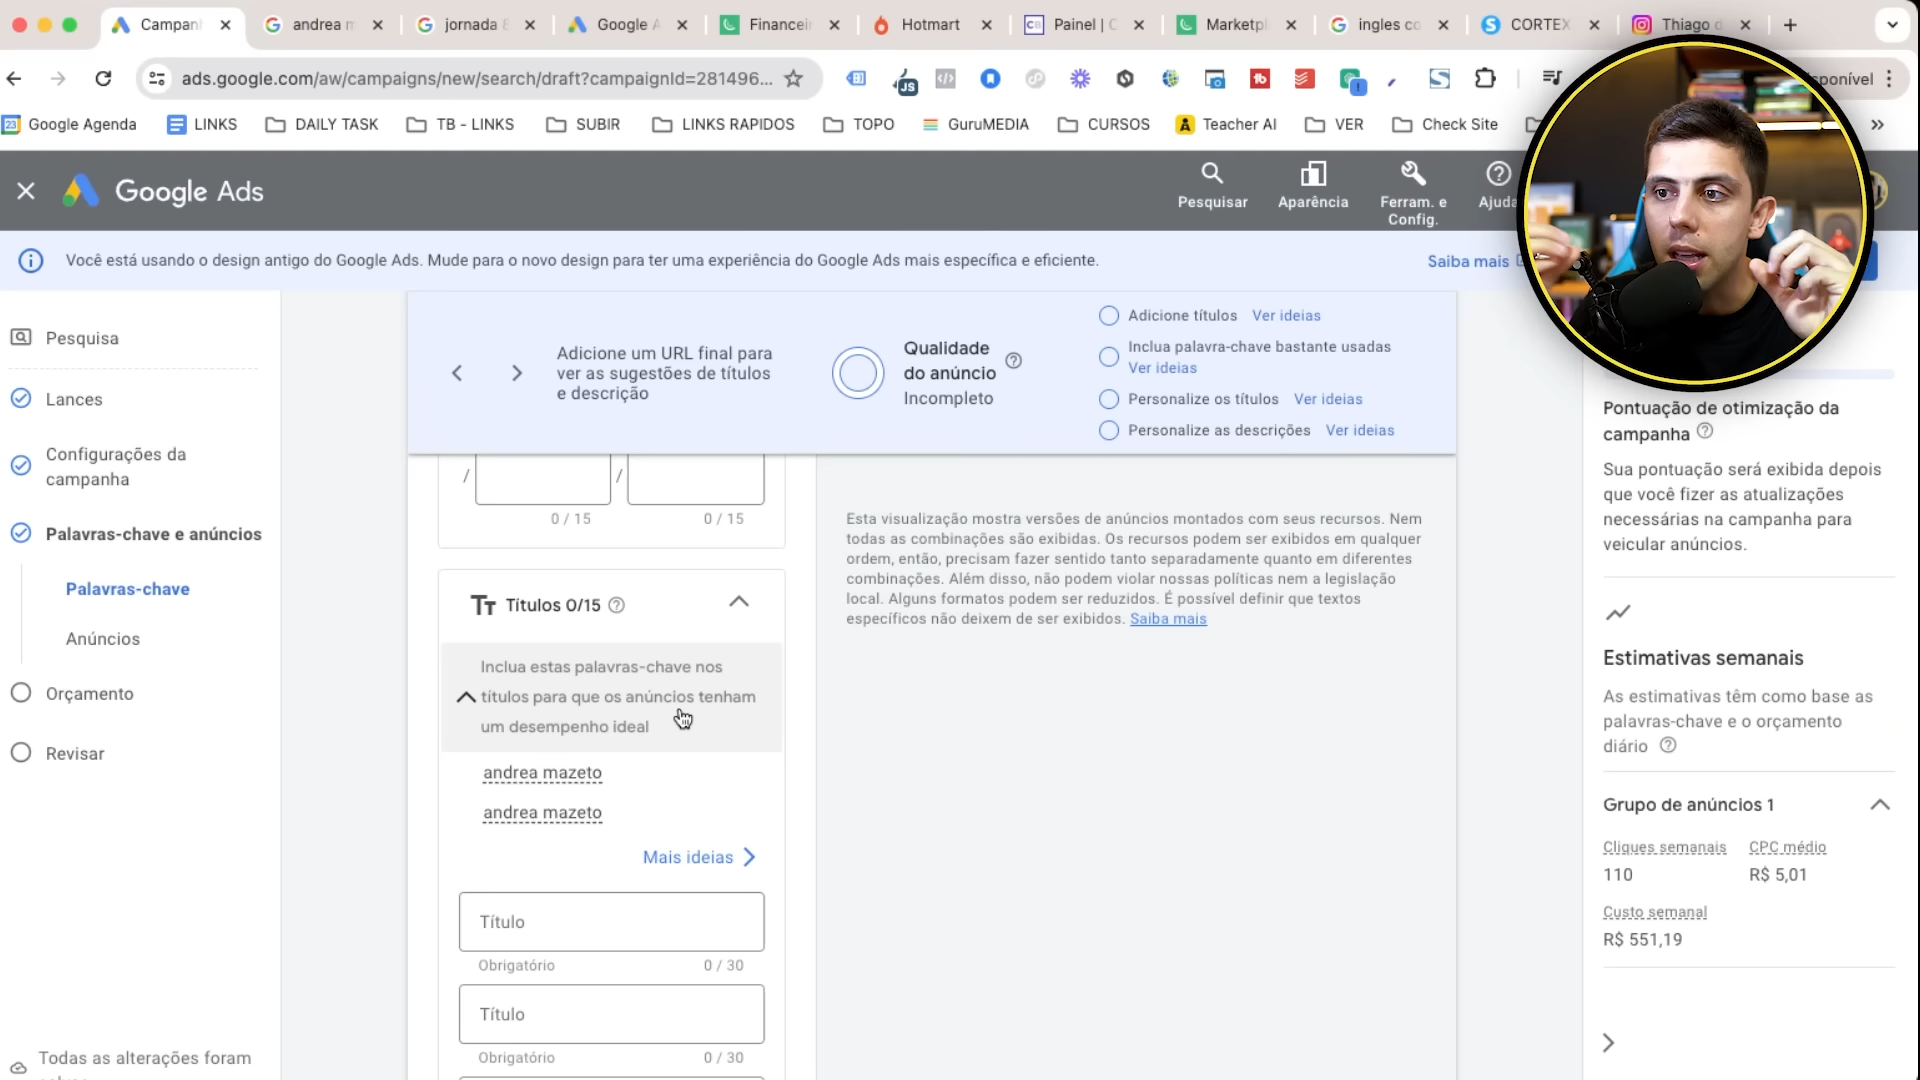 Campan
andrea m
jornada
Google A
Financei
Hotmart
Painel | C
Marketpl
ingles co
CORTEX
Thiago d
ads.google.com/aw/campaigns/new/search/draft?campaignId=281496...
sponível
Google Agenda
LINKS
DAILY TASK
TB - LINKS
SUBIR
LINKS RAPIDOS
TOPO
GuruMEDIA
CURSOS
Teacher AI
VER
Check Site
Google Ads
Pesquisar
Aparência
Ferram. e
Config.
Ajuda
Você está usando o design antigo do Google Ads. Mude para o novo design para ter uma experiência do Google Ads mais específica e eficiente.
Saiba mais
Pesquisa
Lances
Configurações da
campanha
Palavras-chave e anúncios
Palavras-chave
Anúncios
Orçamento
Revisar
Todas as alterações foram
Adicione um URL final para
ver as sugestões de títulos
e descrição
Qualidade
do anúncio
Incompleto
Adicione títulos Ver ideias
Inclua palavra-chave bastante usadas
Ver ideias
Personalize os títulos Ver ideias
Personalize as descrições Ver ideias
/ /
0 / 15 0 / 15
Títulos 0/15
Inclua estas palavras-chave nos
títulos para que os anúncios tenham
um desempenho ideal
andrea mazeto
andrea mazeto
Mais ideias
Título
Obrigatório 0 / 30
Título
Obrigatório 0 / 30
Esta visualização mostra versões de anúncios montados com seus recursos. Nem
todas as combinações são exibidas. Os recursos podem ser exibidos em qualquer
ordem, então, precisam fazer sentido tanto separadamente quanto em diferentes
combinações. Além disso, não podem violar nossas políticas nem a legislação
local. Alguns formatos podem ser reduzidos. É possível definir que textos
específicos não deixem de ser exibidos. Saiba mais
Pontuação de otimização da
campanha
Sua pontuação será exibida depois
que você fizer as atualizações
necessárias na campanha para
veicular anúncios.
Estimativas semanais
As estimativas têm como base as
palavras-chave e o orçamento
diário
Grupo de anúncios 1
Cliques semanais CPC médio
110 R$ 5,01
Custo semanal
R$ 551,19